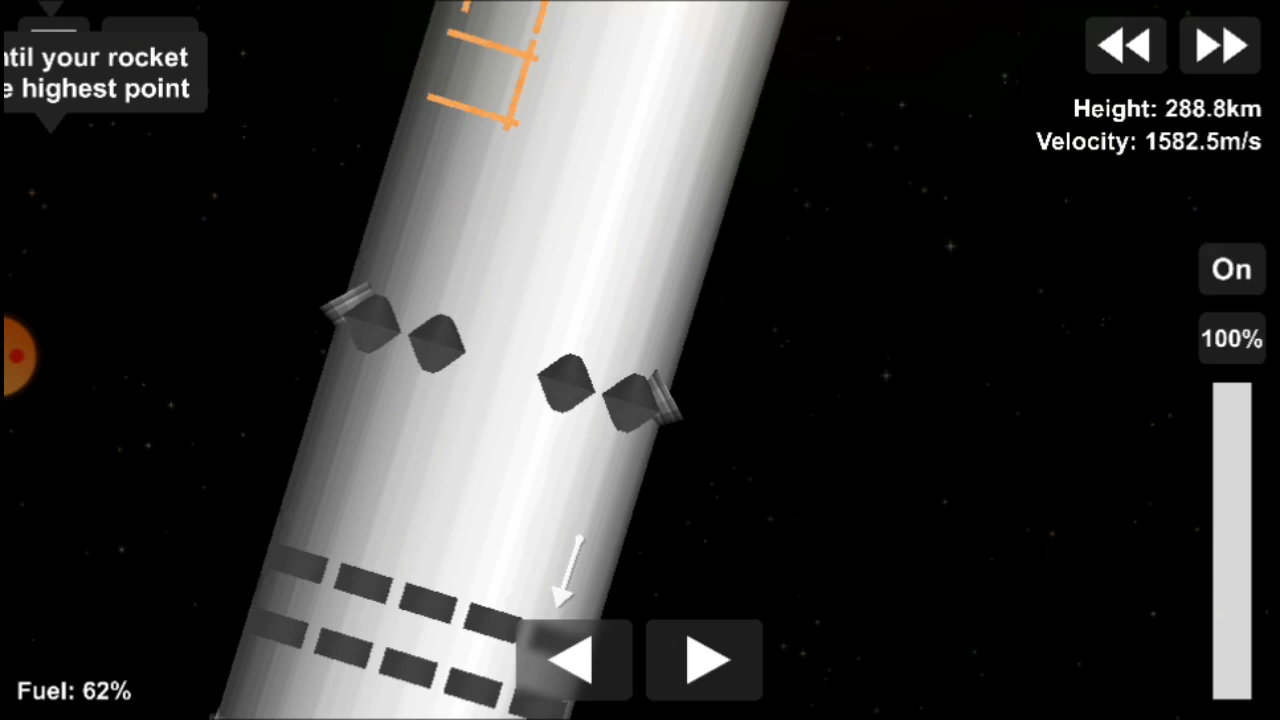 ntil your rocket
e highest point
Height: 288.8km
Velocity: 1582.5m/s
On
100%
Fuel: 62%